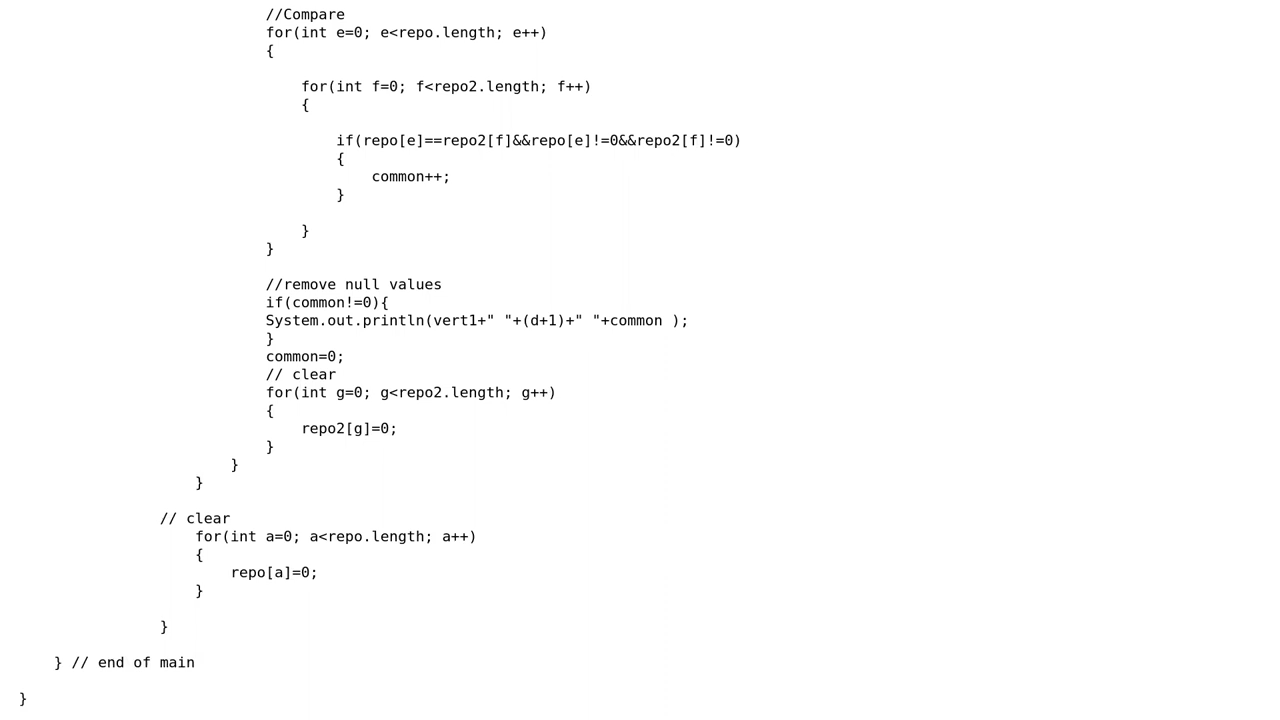 //Compare
for(int e=0; e<repo.length; e++)
{
for(int f=0; f<repo2.length; f++)
{
if(repo[e]==repo2[f]&&repo[e]!=0&&repo2[f]!=0)
{
common++;
}
}
}
//remove null values
if(common!=0){
System.out.println(vert1+" "+(d+1)+" "+common );
}
common=0;
// clear
for(int g=0; g<repo2.length; g++)
{
repo2[g]=0;
}
}
}
// clear
for(int a=0; a<repo.length; a++)
{
repo[a]=0;
}
}
} // end of main
}